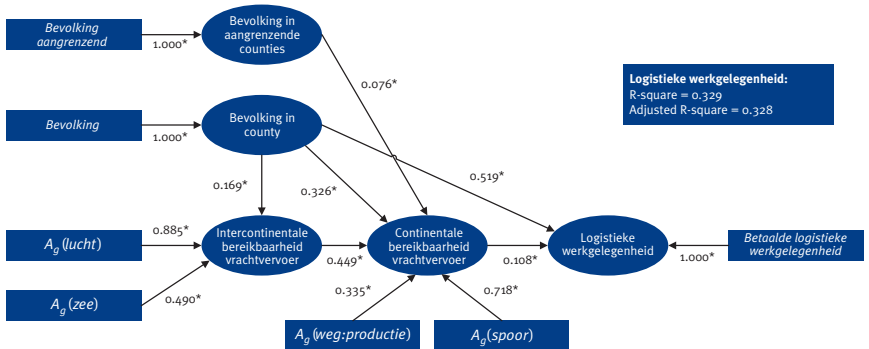 Bevolking
aangrenzend
1.000*
Bevolking in
aangrenzende
counties
0.076*
Logistieke werkgelegenheid:
R-square = 0.329
Adjusted R-square = 0.328
Bevolking
1.000*
Bevolking in
county
0.169*
0.326*
0.519*
Ag(lucht)
0.885*
Intercontinentale
bereikbaarheid
vrachtvervoer
0.449*
Continentale
bereikbaarheid
vrachtvervoer
0.108*
Logistieke
werkgelegenheid
1.000*
Betaalde logistieke
werkgelegenheid
Ag(zee)
0.490*
0.335*
0.718*
Ag(weg:productie)
Ag(spoor)